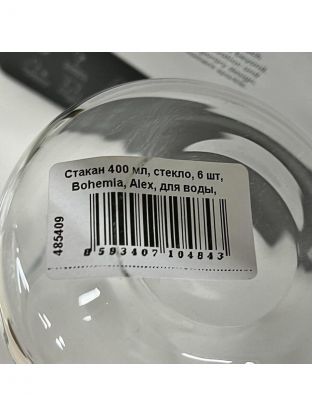 Стакан 400 мл, стекло, 6 шт,
Bohemia, Alex, для воды,
485409
8 593407 104843